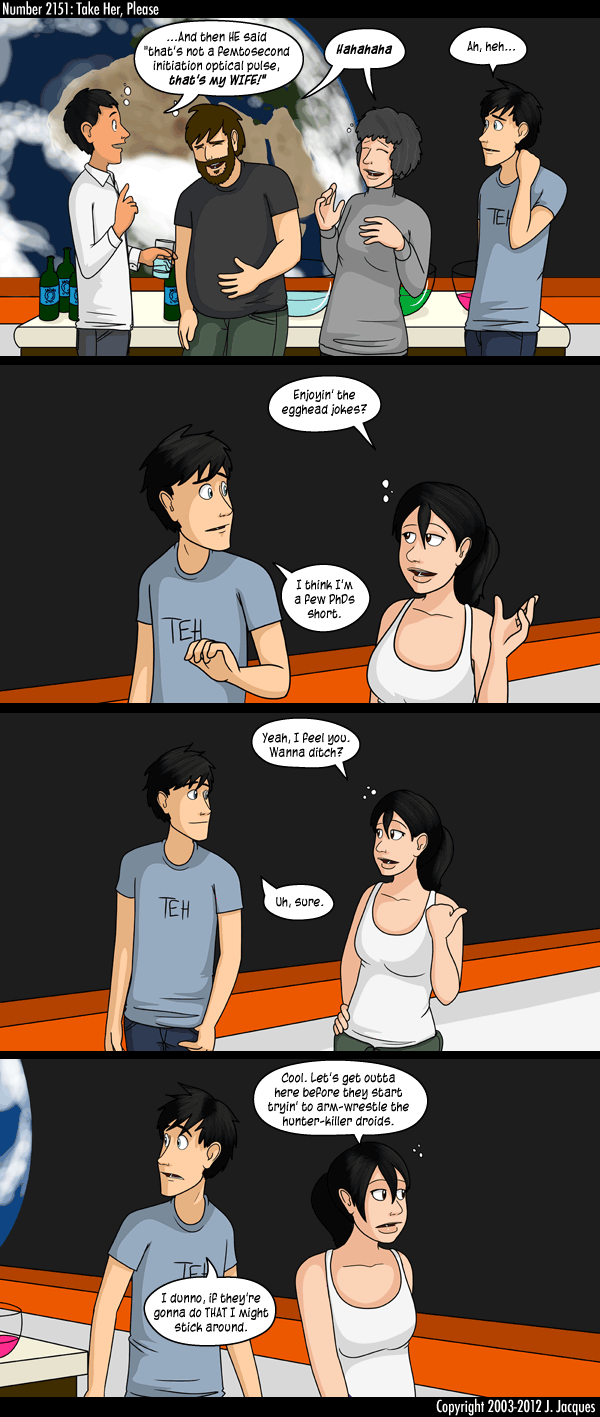 Number 2151: Take Her, Please
...And then HE said
"that's not a femtosecond
initiation optical pulse,
that's my WIFE!"
Hahahaha
Ah, heh...
TEH
Enjoyin' the
egghead jokes?
I think I'm
a few PhDs
short.
TEH
Yeah, I feel you.
Wanna ditch?
Uh, sure.
TEH
Cool. Let's get outta
here before they start
tryin' to arm-wrestle the
hunter-killer droids.
TEH
I dunno, if they're
gonna do THAT I might
stick around.
Copyright 2003-2012 J. Jacques